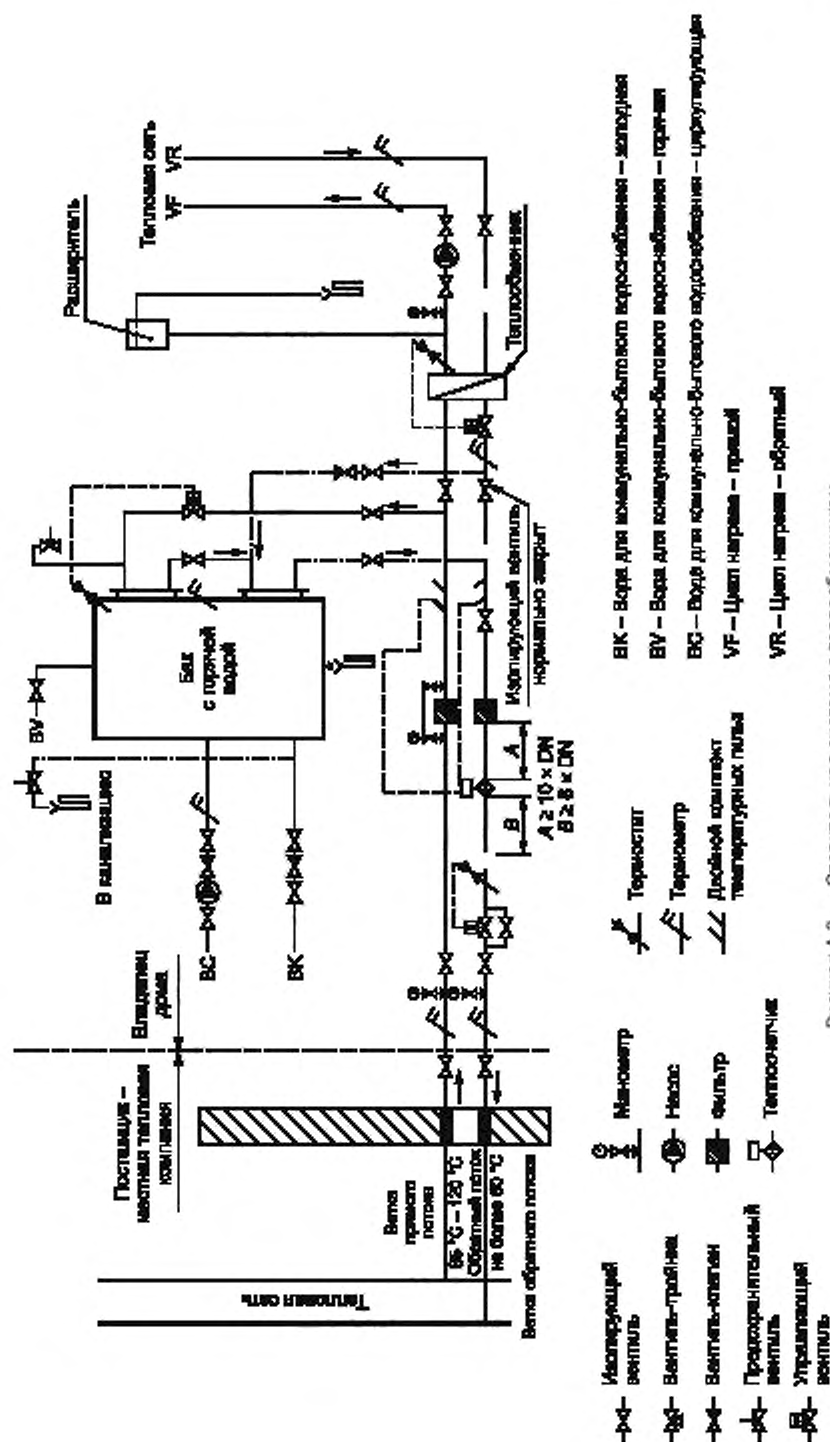 Поставщик –
местная тепловая
компания
Владелец
дома
Тепловая сеть
Ветка
прямого
потока
65 °C – 120 °C
Обратный поток
не более 60 °C
Ветка обратного потока
В канализацию
BV
BC
BK
Бак
с горячей
водой
Расширитель
Тепловая сеть
VF
VR
Теплообменник
Изолирующий вентиль
нормально закрыт
B
A
A ≥ 10 x DN
B ≥ 8 x DN
Изолирующий
вентиль
Вентиль-тройник
Вентиль-клапан
Предохранительный
вентиль
Управляющий
вентиль
Манометр
Насос
Фильтр
Теплосчетчик
Термостат
Термометр
Двойной комплект
температурных гильз
BK – Вода для коммунально-бытового водоснабжения – холодная
BV – Вода для коммунально-бытового водоснабжения – горячая
BC – Вода для коммунально-бытового водоснабжения – циркулирующая
VF – Цикл нагрева – прямой
VR – Цикл нагрева – обратный